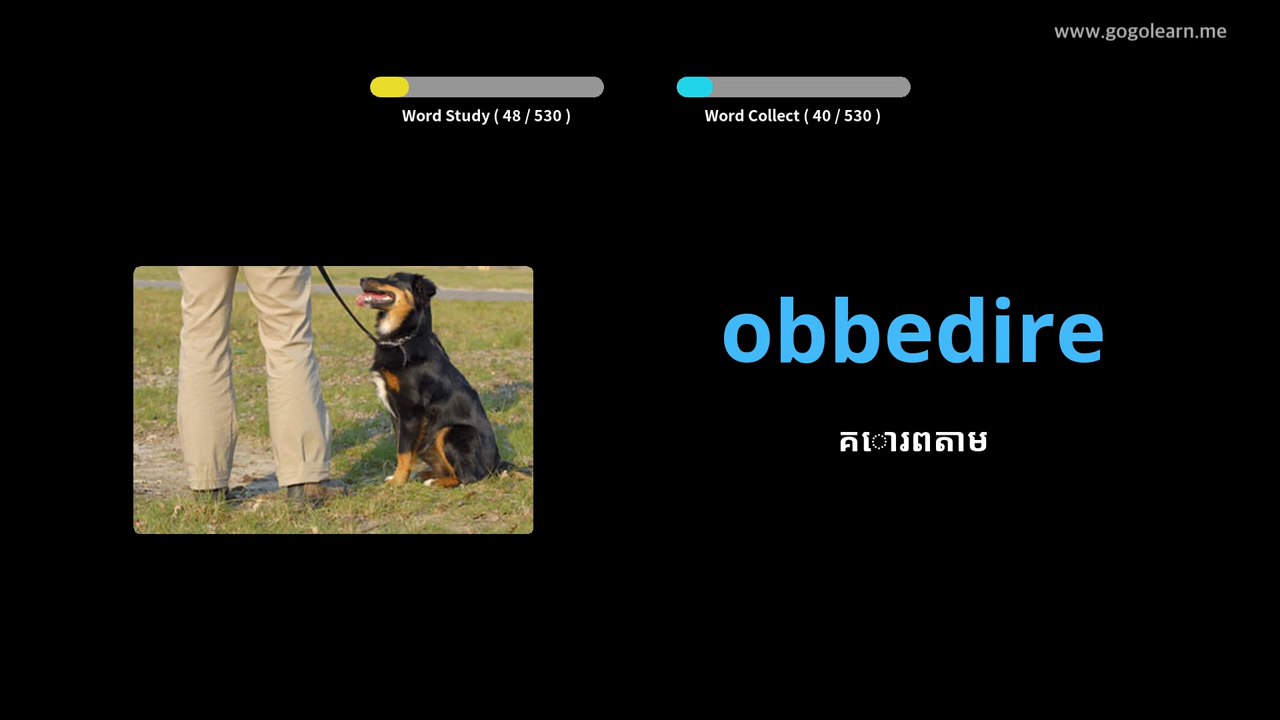 www.gogolearn.me
Word Study ( 48 / 530 )
Word Collect ( 40 / 530 )
obbedire
គោរពតាម